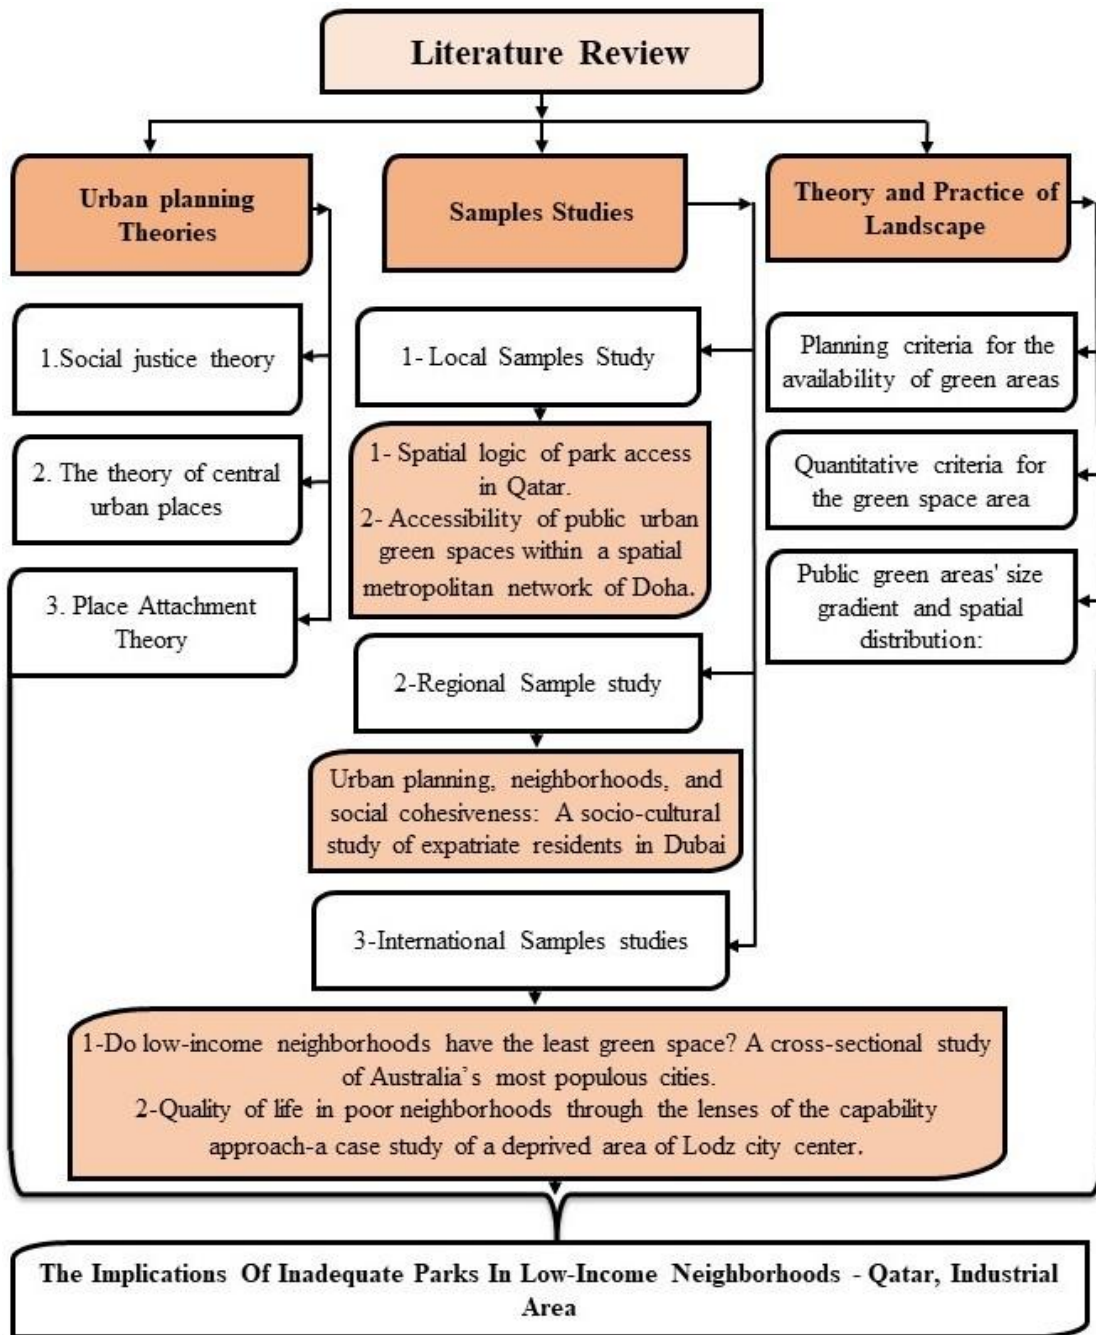 Literature Review
Urban planning
Theories
1.Social justice theory
2. The theory of central
urban places
3. Place Attachment
Theory
Samples Studies
1- Local Samples Study
1- Spatial logic of park access
in Qatar.
2- Accessibility of public urban
green spaces within a spatial
metropolitan network of Doha.
2-Regional Sample study
Urban planning, neighborhoods, and
social cohesiveness: A socio-cultural
study of expatriate residents in Dubai
3-International Samples studies
1-Do low-income neighborhoods have the least green space? A cross-sectional study
of Australia's most populous cities.
2-Quality of life in poor neighborhoods through the lenses of the capability
approach-a case study of a deprived area of Lodz city center.
Theory and Practice of
Landscape
Planning criteria for the
availability of green areas
Quantitative criteria for
the green space area
Public green areas' size
gradient and spatial
distribution:
The Implications Of Inadequate Parks In Low-Income Neighborhoods - Qatar, Industrial
Area